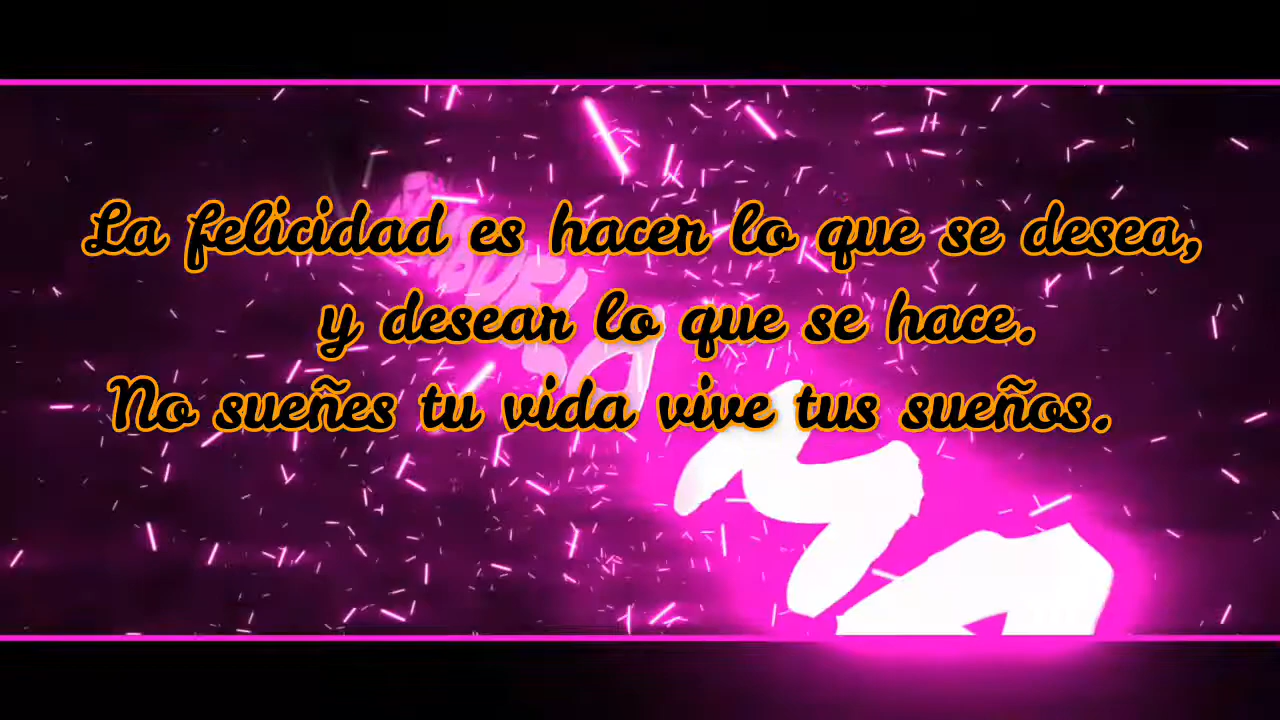 La felicidad es hacer lo que se desea,
y desear lo que se hace.
No sueñes tu vida vive tus sueños.